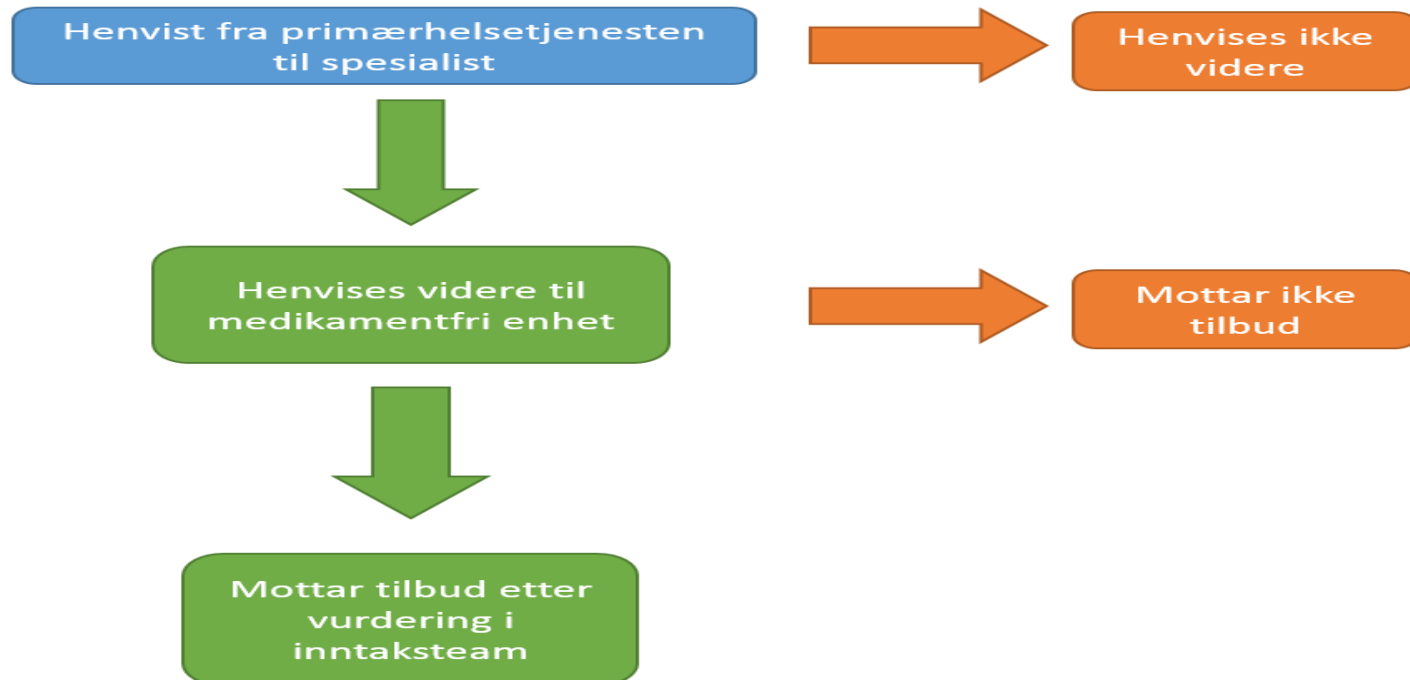 Henvist fra primærhelsetjenesten
til spesialist
Henvises ikke
videre
Henvises videre til
medikamentfri enhet
Mottar ikke
tilbud
Mottar tilbud etter
vurdering i
inntaksteam